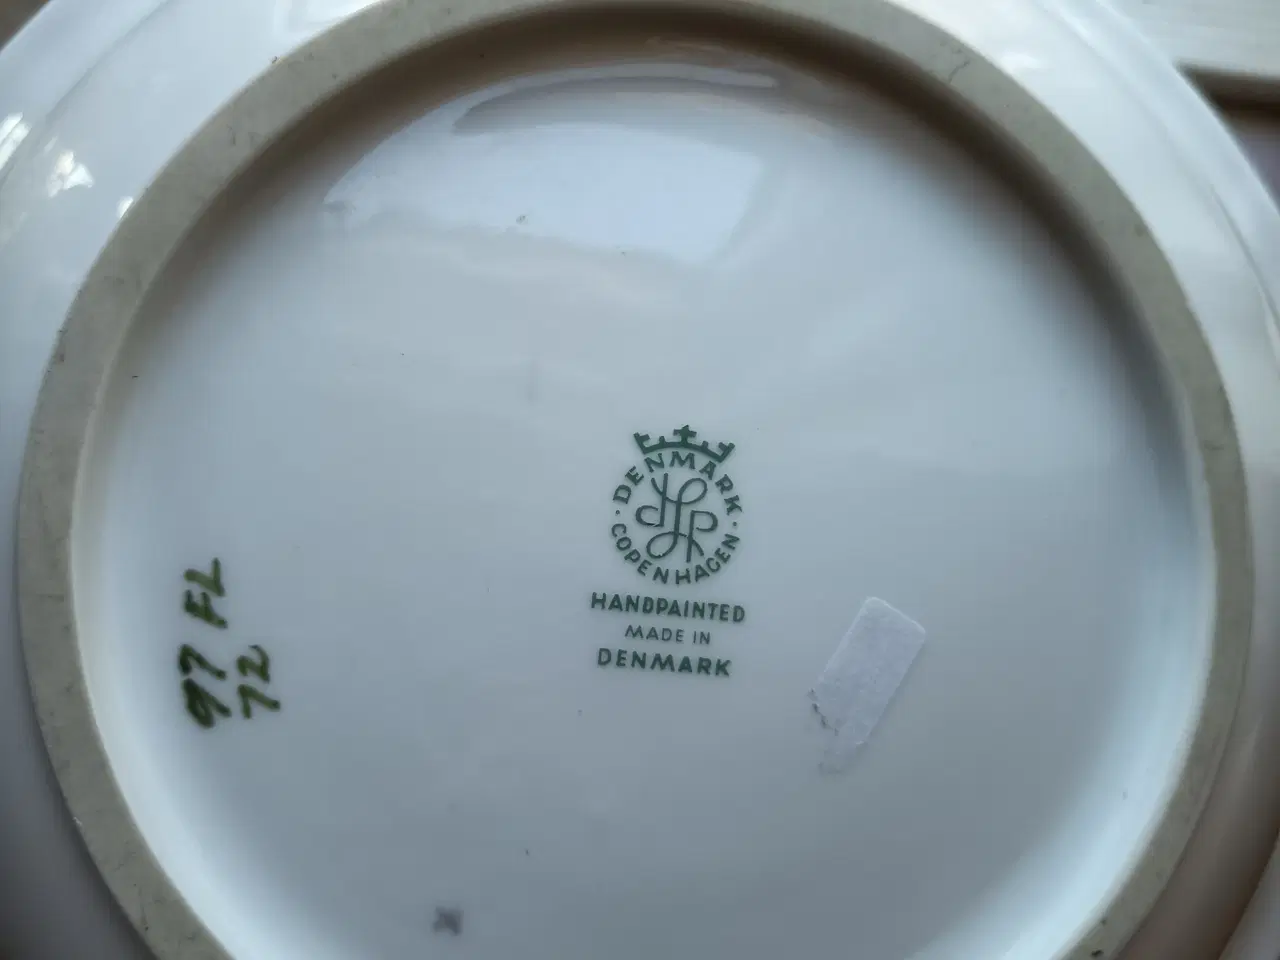 DENMARK
COPENHAGEN
HANDPAINTED
MADE IN
DENMARK
97 FL
72